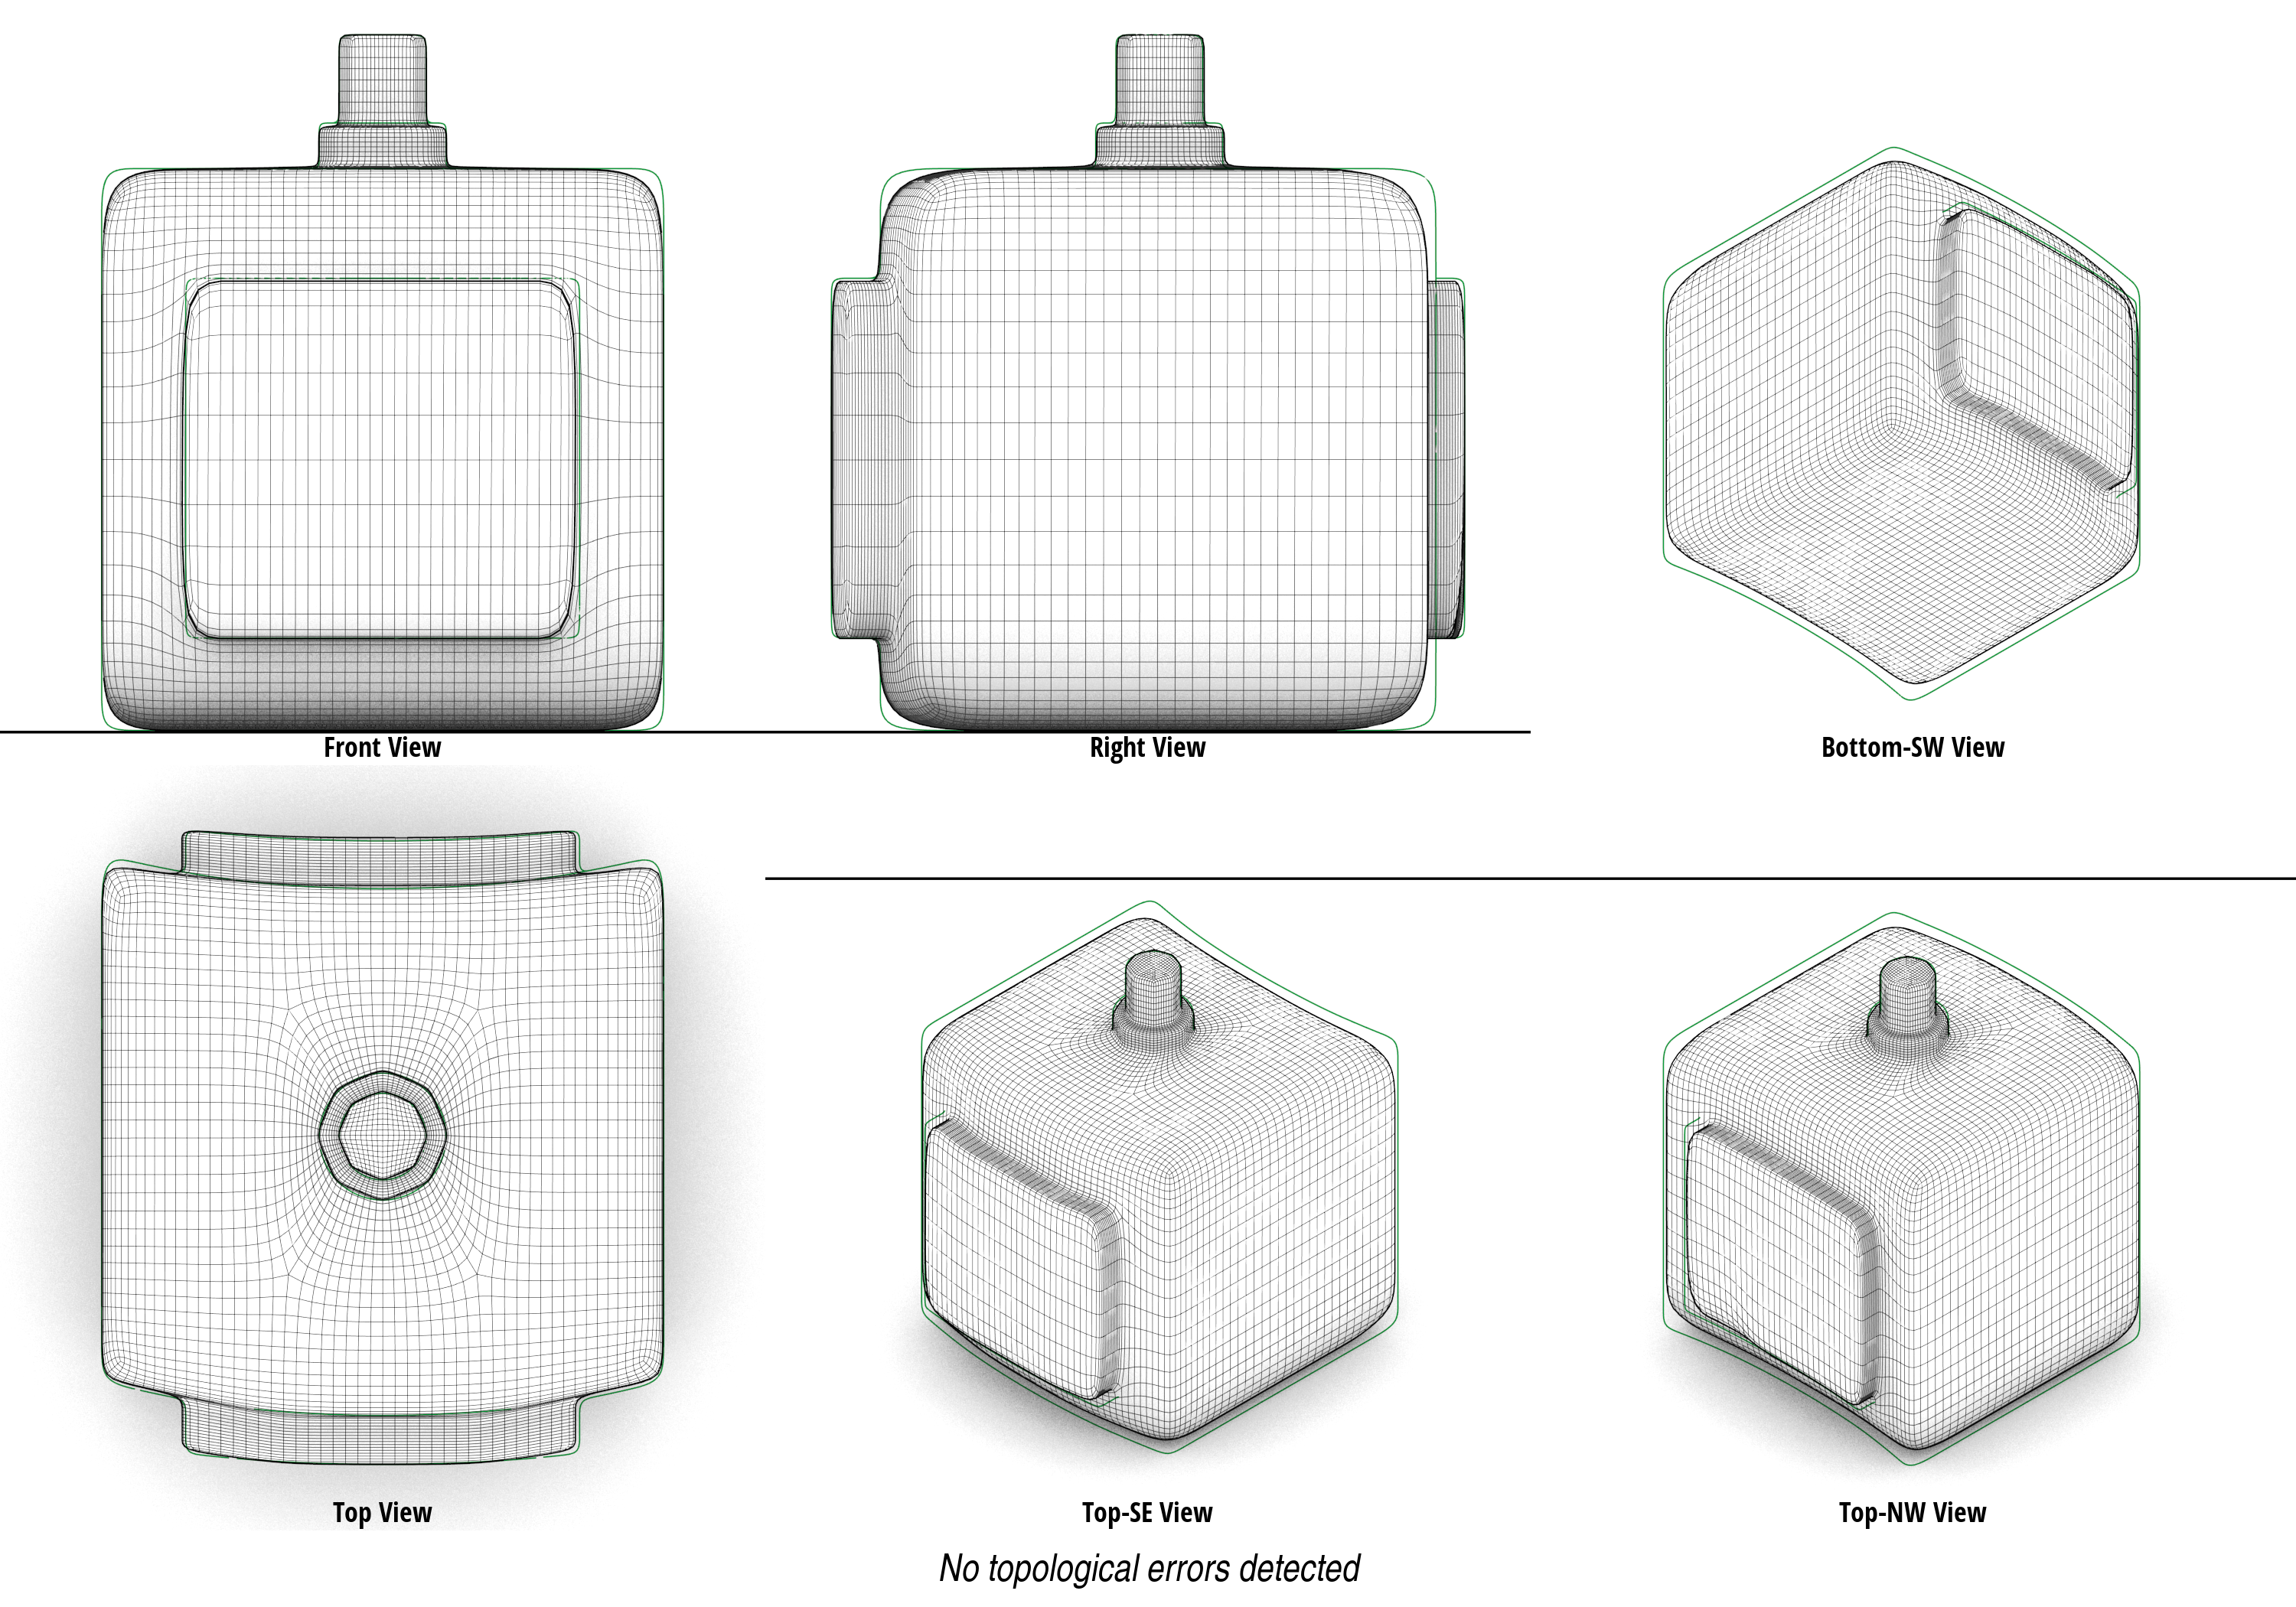 Front View
Right View
Bottom-SW View
Top View
Top-SE View
Top-NW View
No topological errors detected